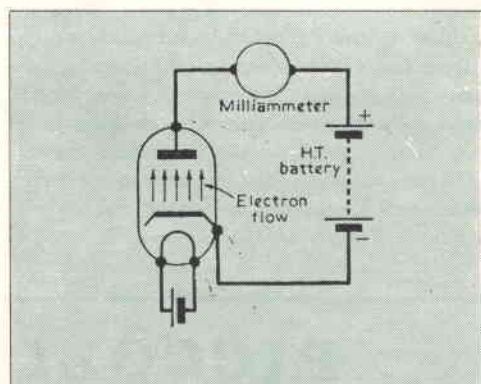 Milliammeter
+
H.T.
battery
Electron
flow
−